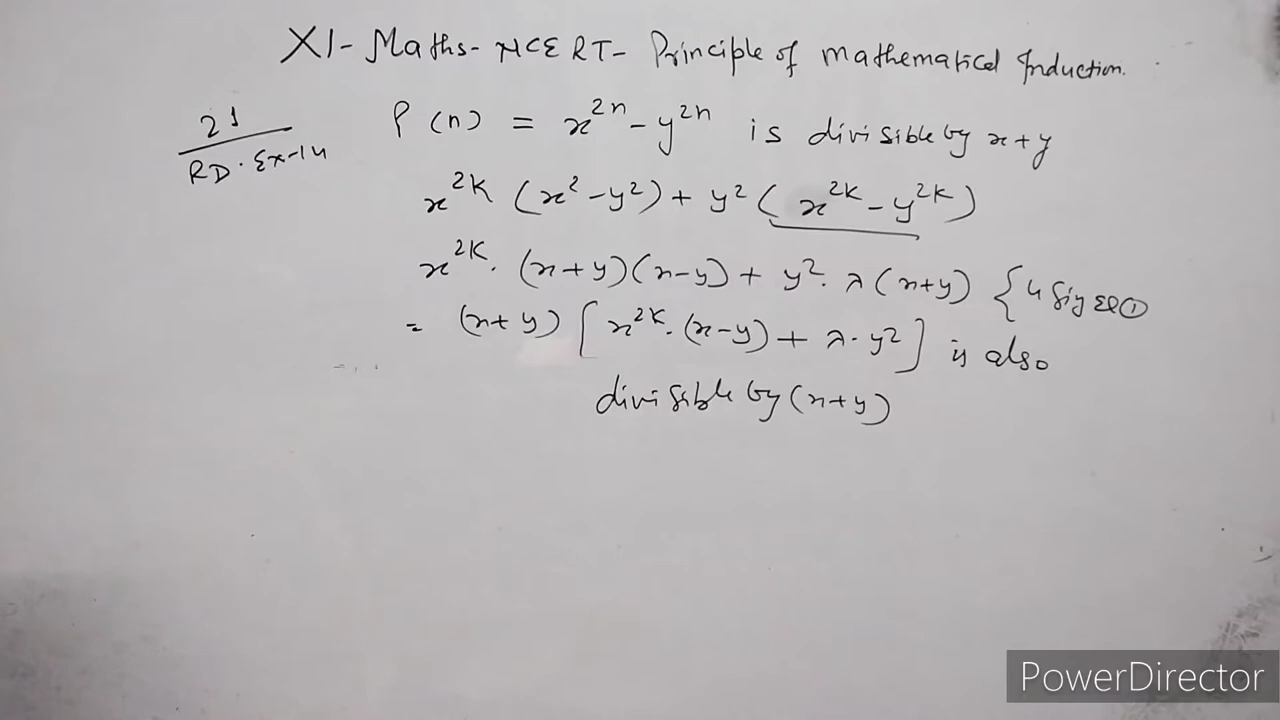 XI - Maths - NCERT - Principle of mathematical Induction.
21
RD. Ex-14
P(n) = x^{2n} - y^{2n} is divisible by x+y
x^{2K} (x^2 - y^2) + y^2 (x^{2K} - y^{2K})
x^{2K}. (x+y)(x-y) + y^2. λ(x+y) {using eq ①
= (x+y) [x^{2K}. (x-y) + λ. y^2] is also
divisible by (x+y)
PowerDirector